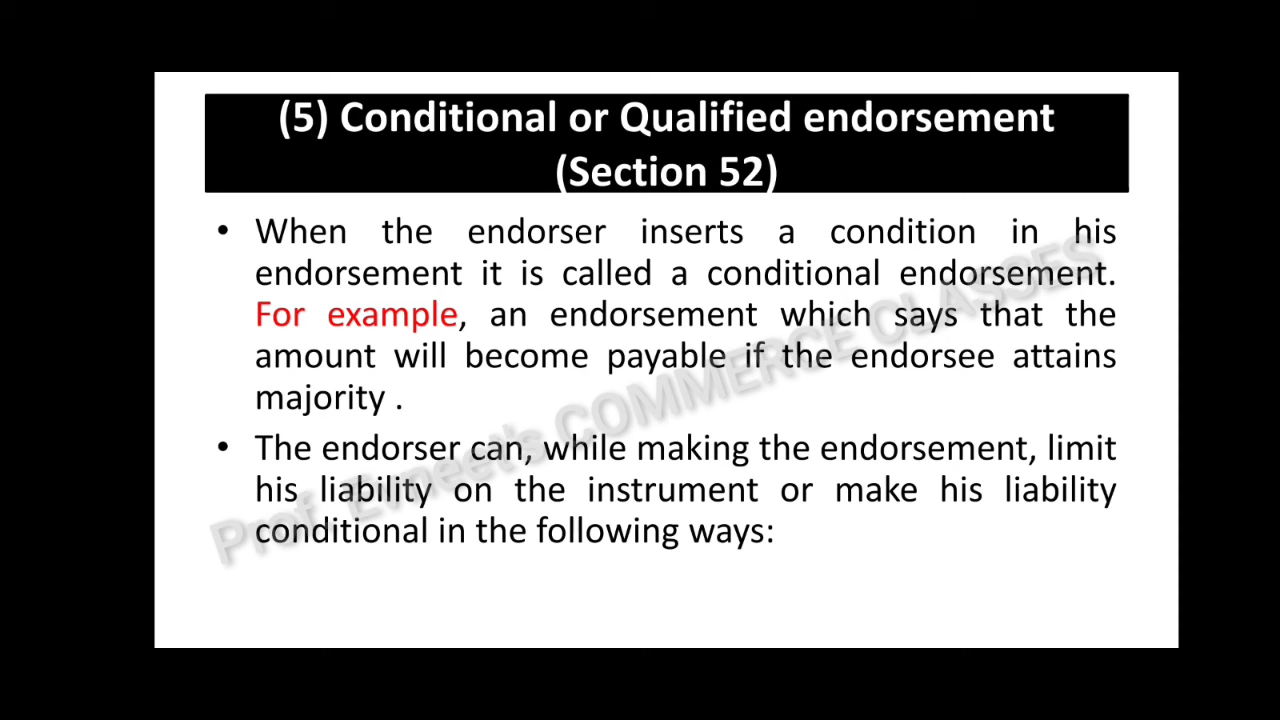 (5) Conditional or Qualified endorsement
(Section 52)
• When the endorser inserts a condition in his
endorsement it is called a conditional endorsement.
For example, an endorsement which says that the
amount will become payable if the endorsee attains
majority .
• The endorser can, while making the endorsement, limit
his liability on the instrument or make his liability
conditional in the following ways:
Prof. COMMERCE CLASSES